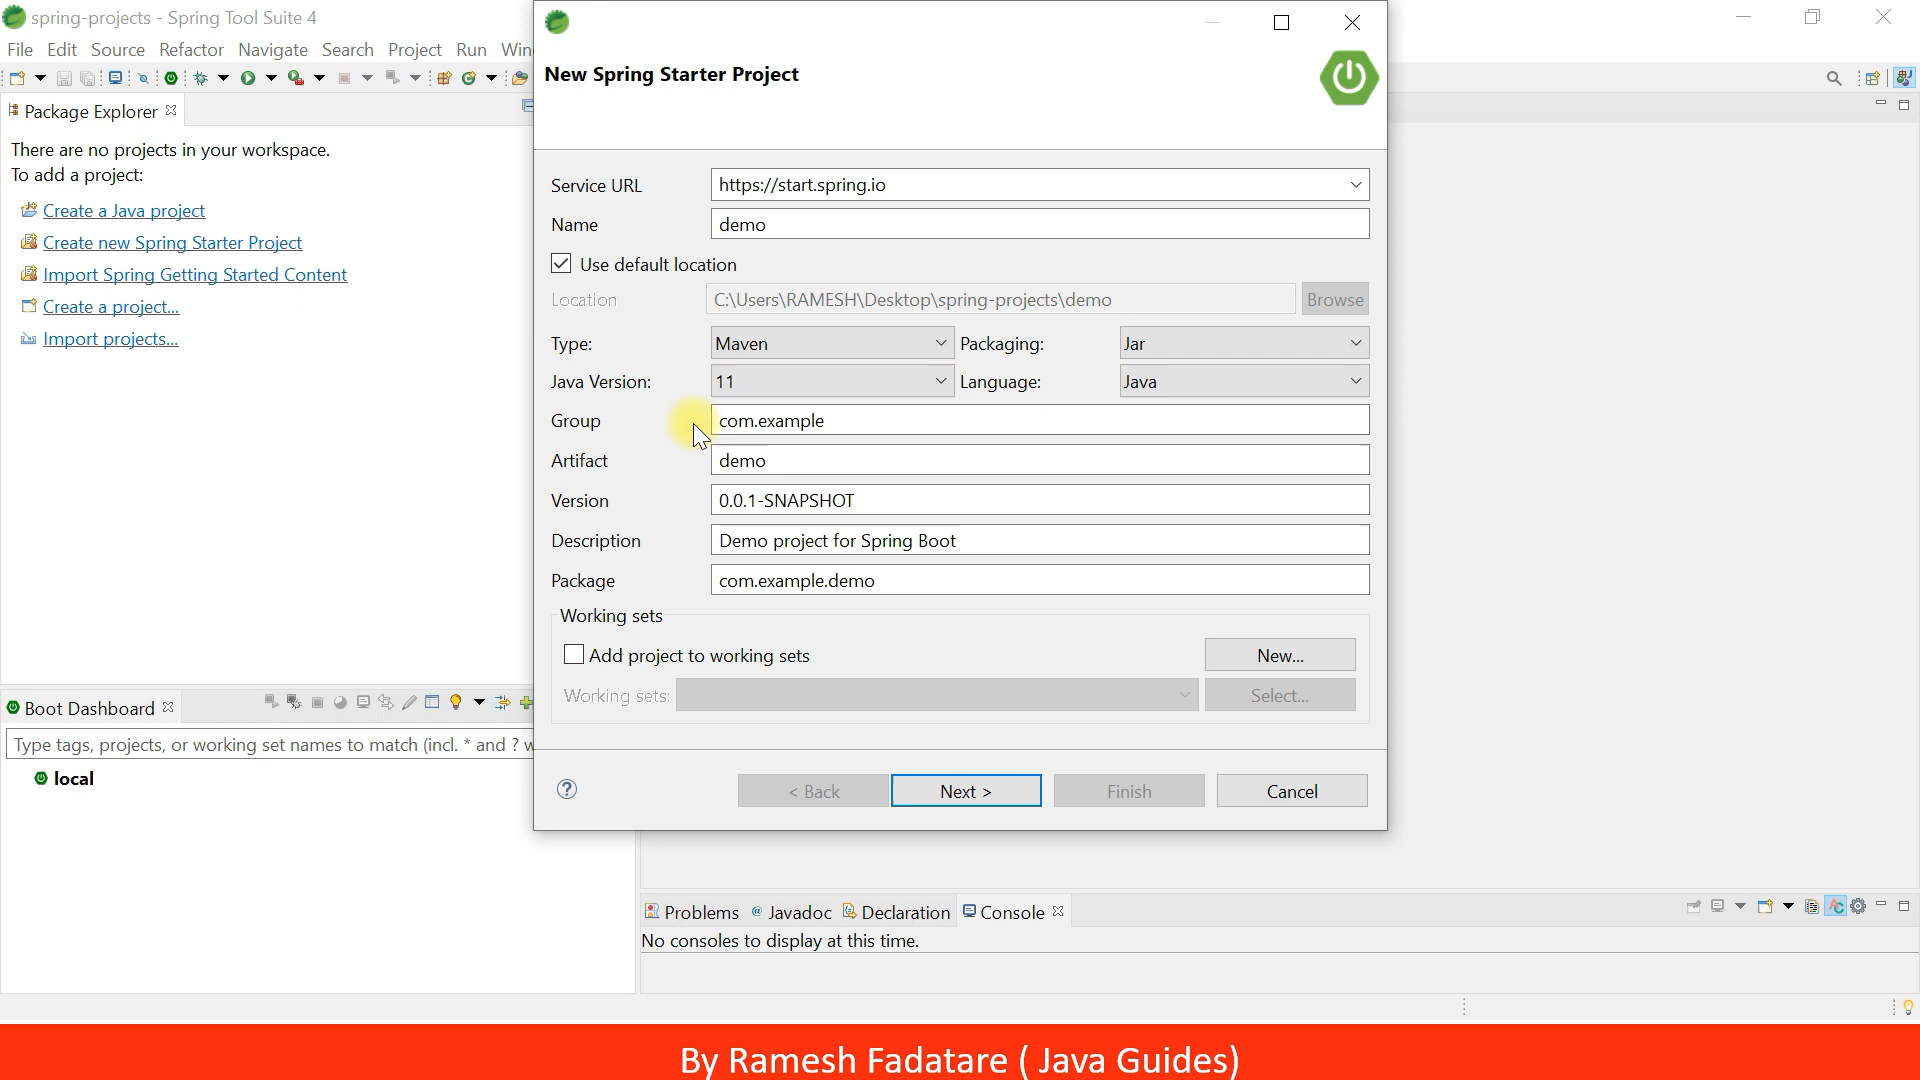 spring-projects - Spring Tool Suite 4
File Edit Source Refactor Navigate Search Project Run
Package Explorer
There are no projects in your workspace.
To add a project:
Create a Java project
Create new Spring Starter Project
Import Spring Getting Started Content
Create a project...
Import projects...
Boot Dashboard
Type tags, projects, or working set names to match (incl. * and ?
local
New Spring Starter Project
Service URL https://start.spring.io
Name demo
Use default location
Location C:\Users\RAMESH\Desktop\spring-projects\demo Browse
Type: Maven Packaging: Jar
Java Version: 11 Language: Java
Group com.example
Artifact demo
Version 0.0.1-SNAPSHOT
Description Demo project for Spring Boot
Package com.example.demo
Working sets
Add project to working sets New...
Working sets: Select...
< Back Next > Finish Cancel
Problems @ Javadoc Declaration Console
No consoles to display at this time.
By Ramesh Fadatare ( Java Guides)